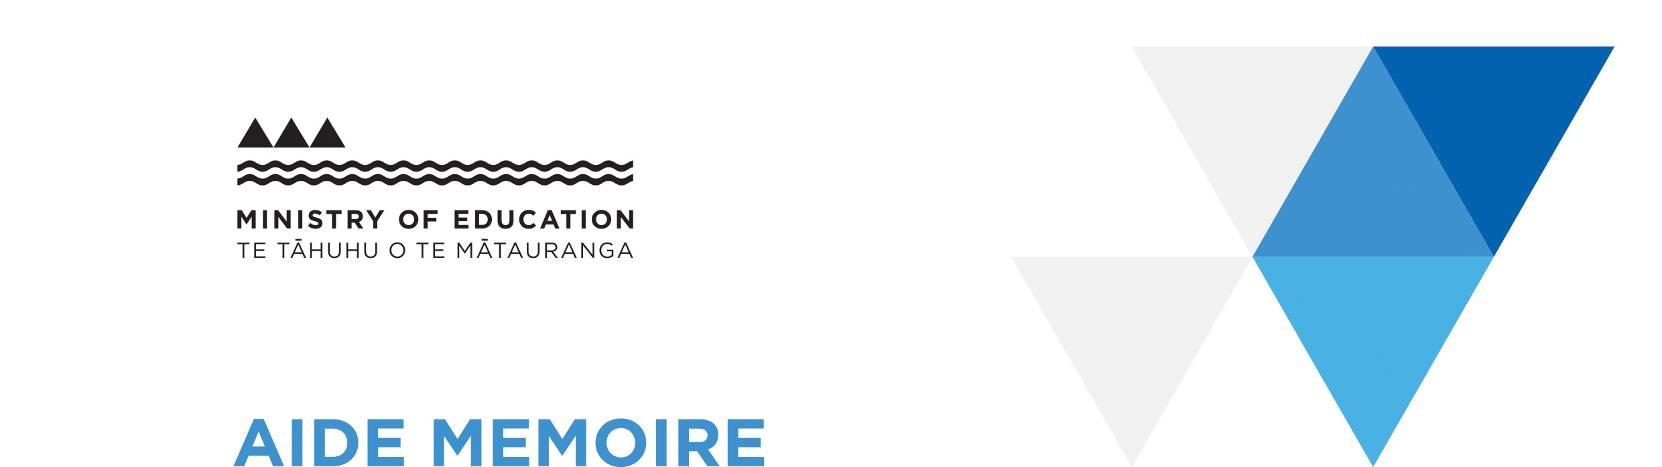 MINISTRY OF EDUCATION
TE TĀHUHU O TE MĀTAURANGA
AIDE MEMOIRE